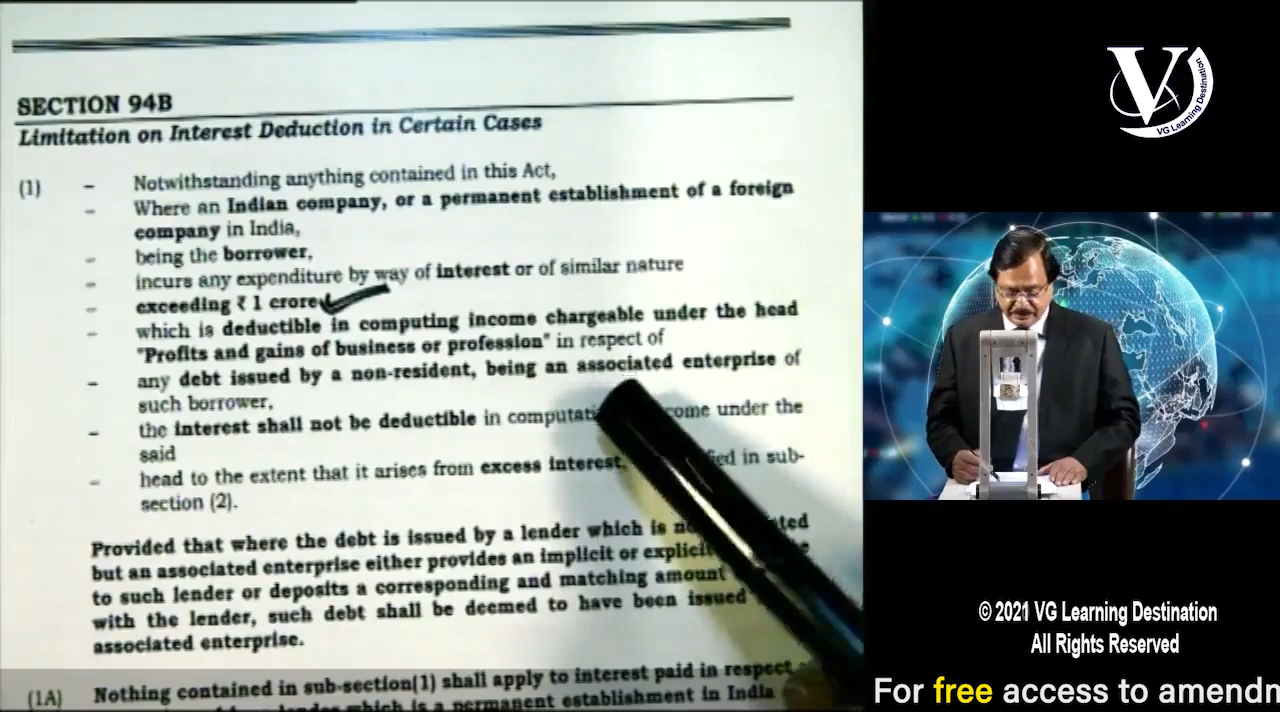 SECTION 94B
Limitation on Interest Deduction in Certain Cases
(1) - Notwithstanding anything contained in this Act,
- Where an Indian company, or a permanent establishment of a foreign
company in India,
- being the borrower,
- incurs any expenditure by way of interest or of similar nature
- exceeding ₹ 1 crore
- which is deductible in computing income chargeable under the head
"Profits and gains of business or profession" in respect of
- any debt issued by a non-resident, being an associated enterprise of
such borrower,
- the interest shall not be deductible in come under the
said
- head to the extent that it arises from excess interest, in sub-
section (2).
Provided that where the debt is issued by a lender which is
but an associated enterprise either provides an implicit or explicit
to such lender or deposits a corresponding and matching amount
with the lender, such debt shall be deemed to have been issued
associated enterprise.
(1A) Nothing contained in sub-section(1) shall apply to interest paid in respect
which is a permanent establishment in India
V
VG Learning Destination
© 2021 VG Learning Destination
All Rights Reserved
For free access to amendn